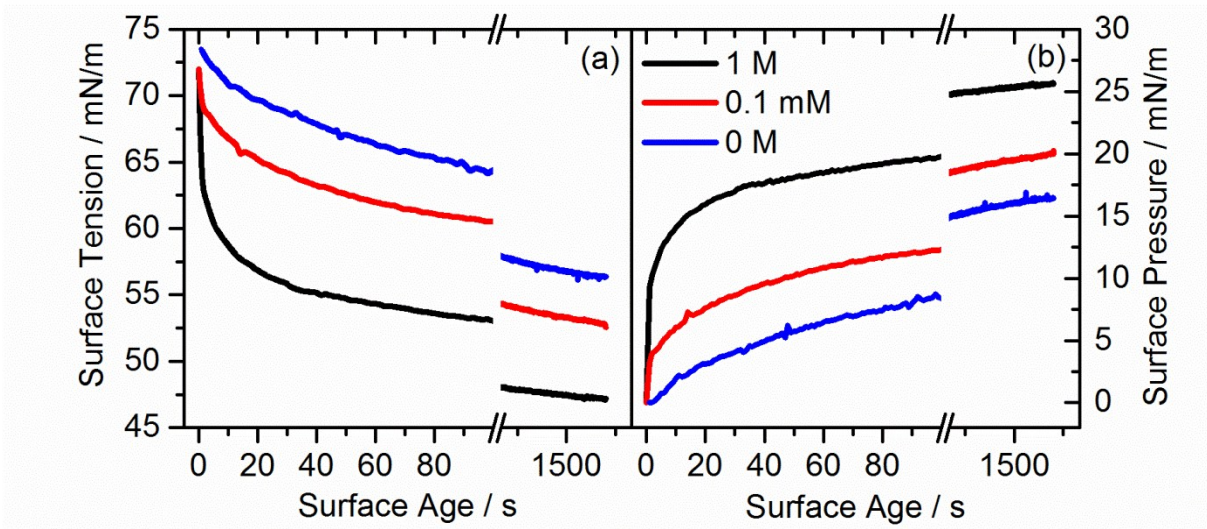 75
70
65
60
55
50
45
Surface Tension / mN/m
(a)
0 20 40 60 80 1500
Surface Age / s
(b)
1 M
0.1 mM
0 M
30
25
20
15
10
5
0
Surface Pressure / mN/m
0 20 40 60 80 1500
Surface Age / s